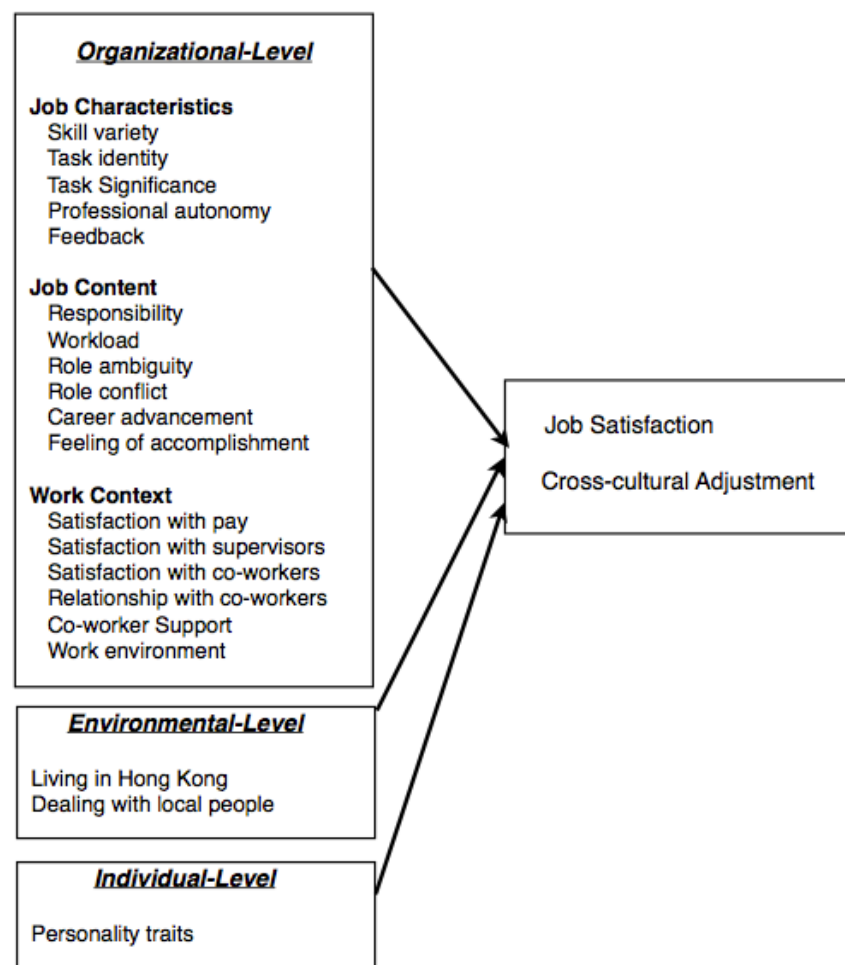 Organizational-Level
Job Characteristics
Skill variety
Task identity
Task Significance
Professional autonomy
Feedback
Job Content
Responsibility
Workload
Role ambiguity
Role conflict
Career advancement
Feeling of accomplishment
Work Context
Satisfaction with pay
Satisfaction with supervisors
Satisfaction with co-workers
Relationship with co-workers
Co-worker Support
Work environment
Environmental-Level
Living in Hong Kong
Dealing with local people
Individual-Level
Personality traits
Job Satisfaction
Cross-cultural Adjustment